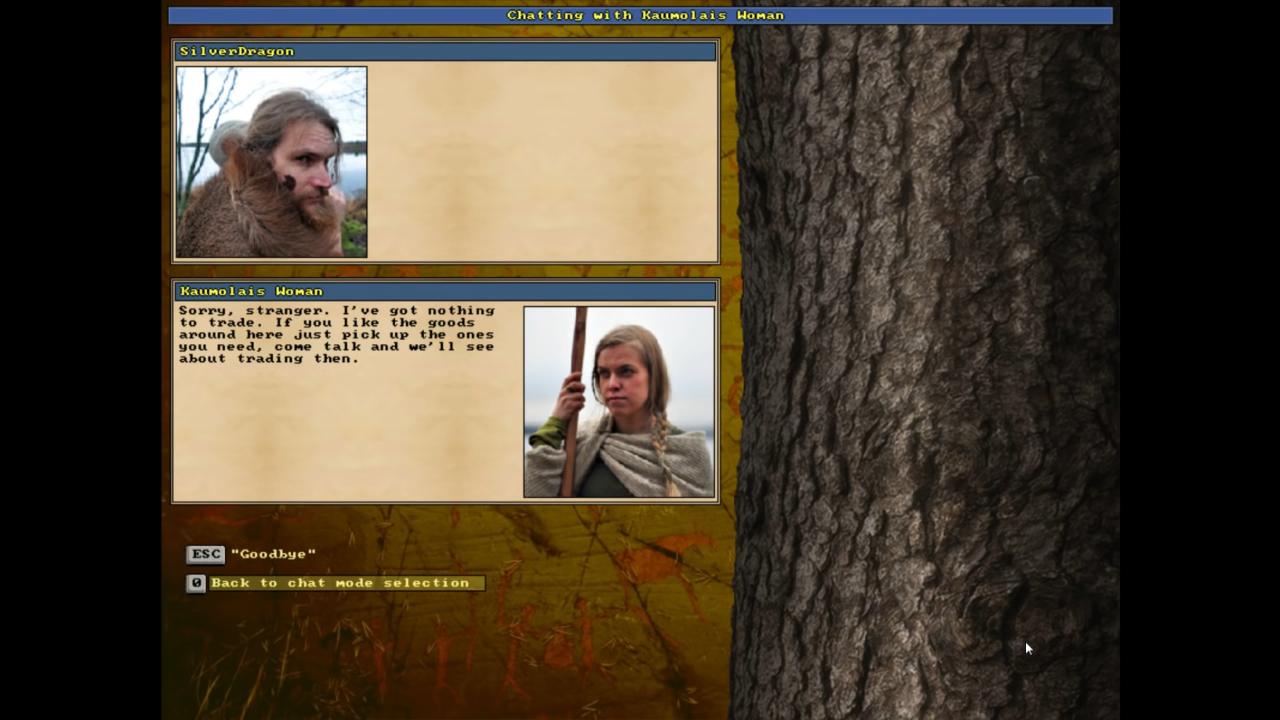 Chatting with Kaumolais Woman
SilverDragon
Kaumolais Woman
Sorry, stranger. I've got nothing
to trade. If you like the goods
around here just pick up the ones
you need, come talk and we'll see
about trading then.
ESC "Goodbye"
0 Back to chat mode selection